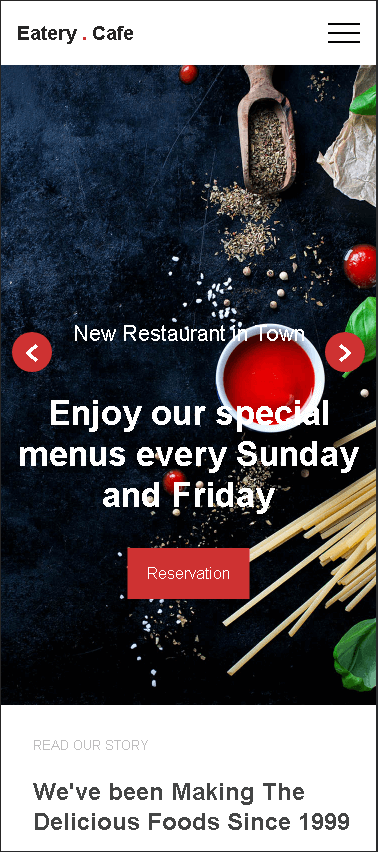 Eatery . Cafe
New Restaurant in Town
Enjoy our special
menus every Sunday
and Friday
Reservation
READ OUR STORY
We've been Making The
Delicious Foods Since 1999